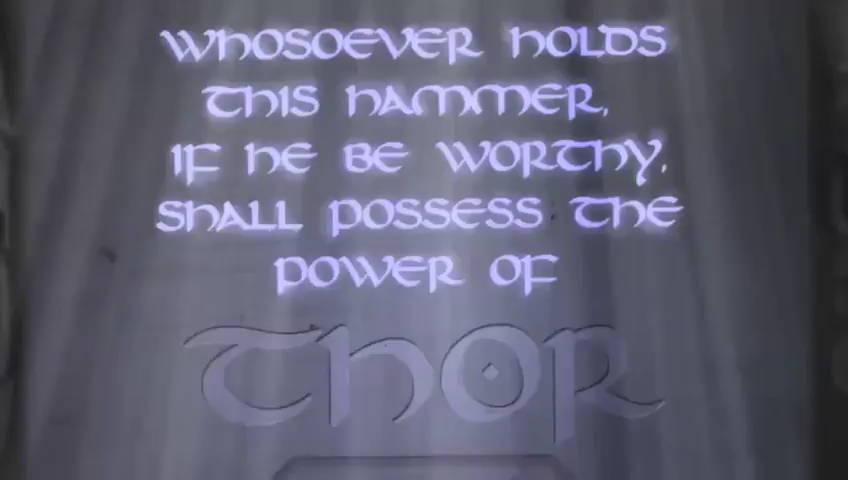 WHOSOEVER HOLDS
THIS HAMMER,
IF HE BE WORTHY,
SHALL POSSESS THE
POWER OF
THOR